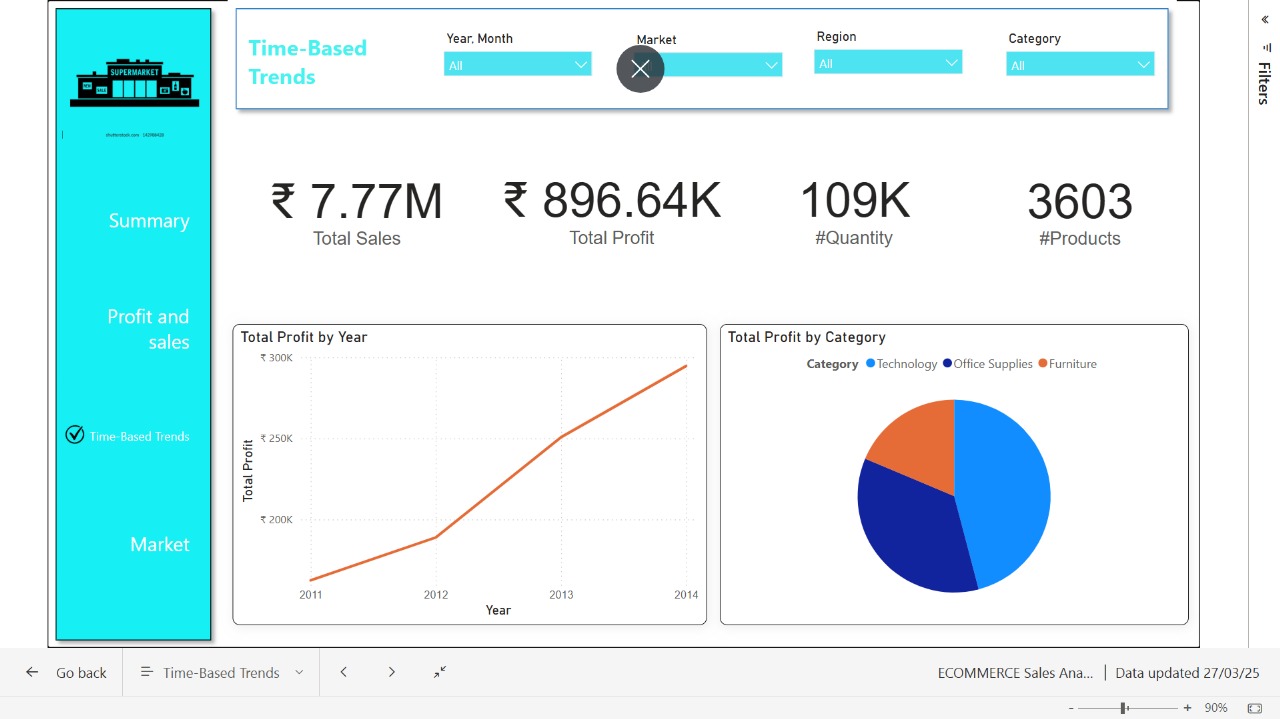 SUPERMARKET
shutterstock.com
Time-Based
Trends
Year, Month
All
Market
Region
All
Category
All
Summary
Profit and
sales
Time-Based Trends
Market
₹ 7.77M
Total Sales
₹ 896.64K
Total Profit
109K
#Quantity
3603
#Products
Total Profit by Year
₹ 300K
₹ 250K
₹ 200K
Total Profit
2011
2012
2013
2014
Year
Total Profit by Category
Category Technology Office Supplies Furniture
Filters
Go back
Time-Based Trends
ECOMMERCE Sales Ana... | Data updated 27/03/25
- + 90%